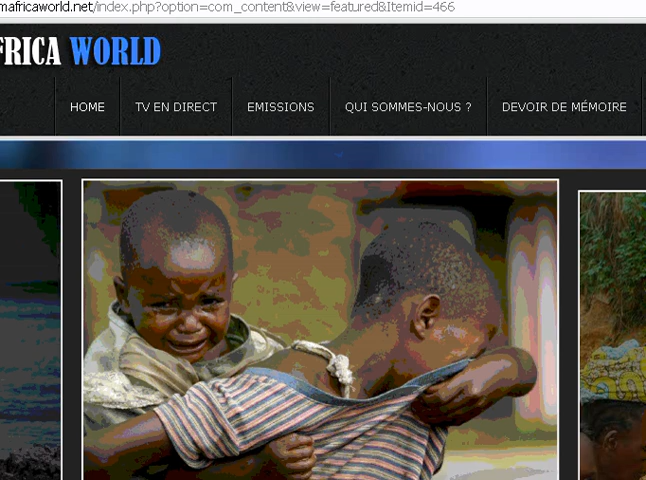 maficaworld.net/index.php?option=com_content&view=featured&Itemid=466
FRICA WORLD
HOME TV EN DIRECT EMISSIONS QUI SOMMES-NOUS ? DEVOIR DE MÉMOIRE